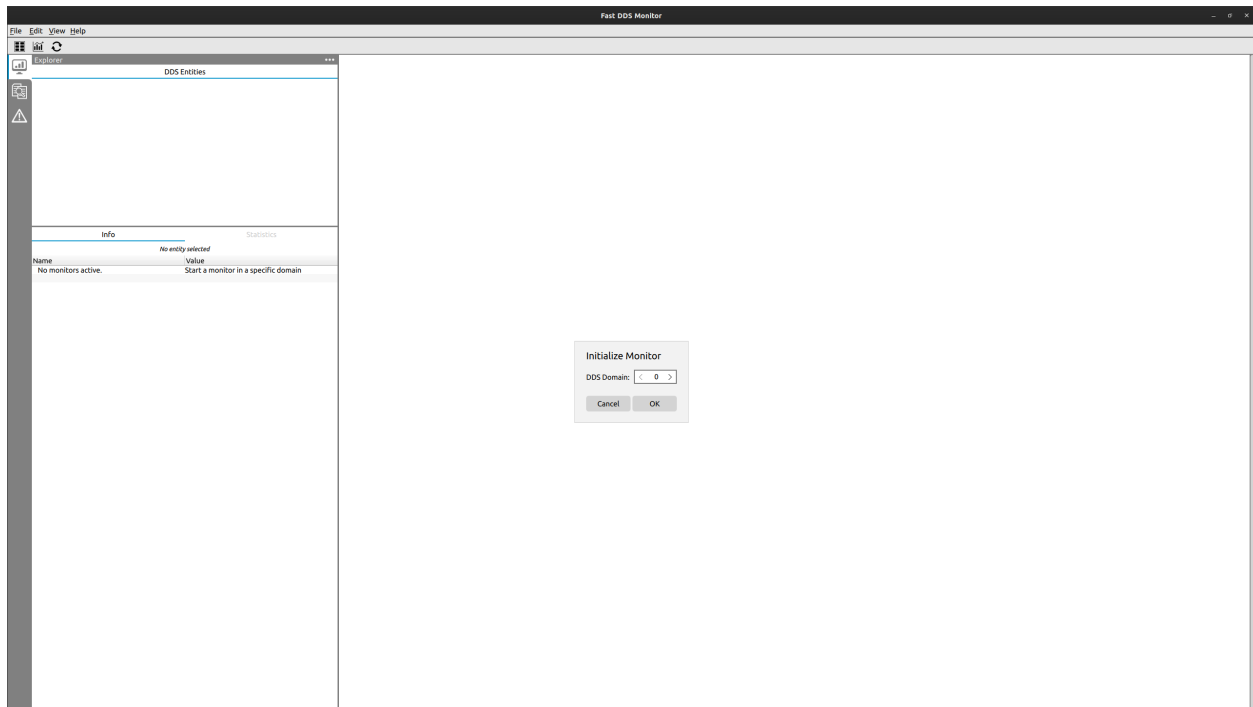 Fast DDS Monitor
File Edit View Help
Explorer
DDS Entities
Info Statistics
No entity selected
Name Value
No monitors active. Start a monitor in a specific domain
Initialize Monitor
DDS Domain: < 0 >
Cancel OK